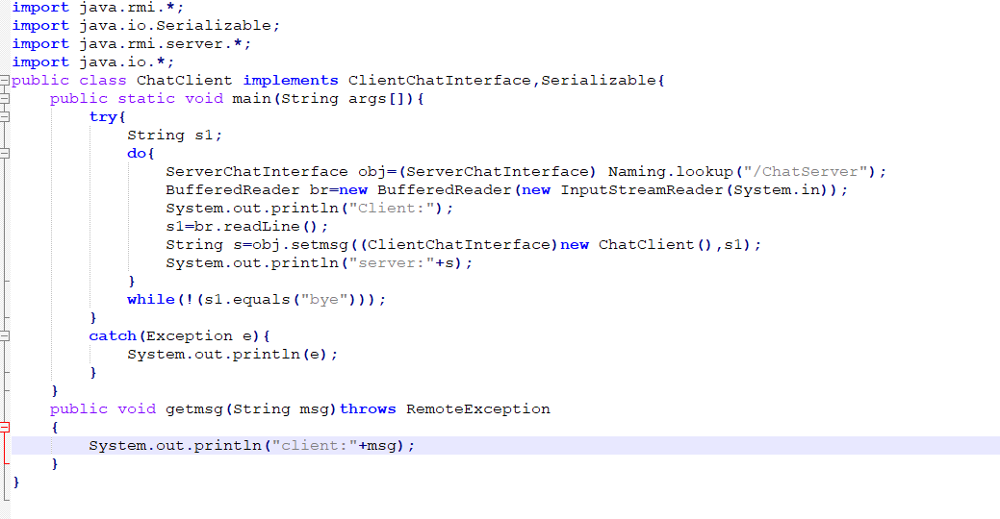 import java.rmi.*;
import java.io.Serializable;
import java.rmi.server.*;
import java.io.*;
public class ChatClient implements ClientChatInterface,Serializable{
    public static void main(String args[]){
        try{
            String s1;
            do{
                ServerChatInterface obj=(ServerChatInterface) Naming.lookup("/ChatServer");
                BufferedReader br=new BufferedReader(new InputStreamReader(System.in));
                System.out.println("Client:");
                s1=br.readLine();
                String s=obj.setmsg((ClientChatInterface)new ChatClient(),s1);
                System.out.println("server:"+s);
            }
            while(!(s1.equals("bye")));
        }
        catch(Exception e){
            System.out.println(e);
        }
    }
    public void getmsg(String msg)throws RemoteException
    {
        System.out.println("client:"+msg);
    }
}